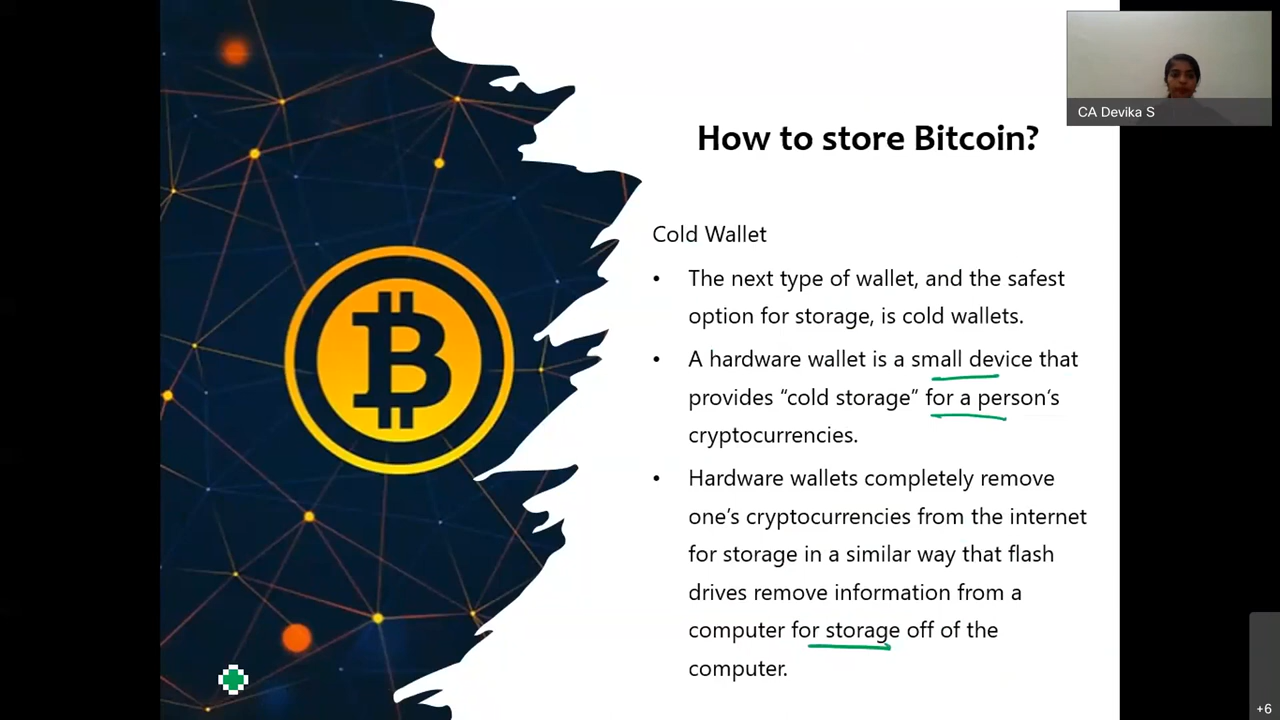 CA Devika S
How to store Bitcoin?
Cold Wallet
• The next type of wallet, and the safest
option for storage, is cold wallets.
• A hardware wallet is a small device that
provides “cold storage” for a person’s
cryptocurrencies.
• Hardware wallets completely remove
one’s cryptocurrencies from the internet
for storage in a similar way that flash
drives remove information from a
computer for storage off of the
computer.
+6